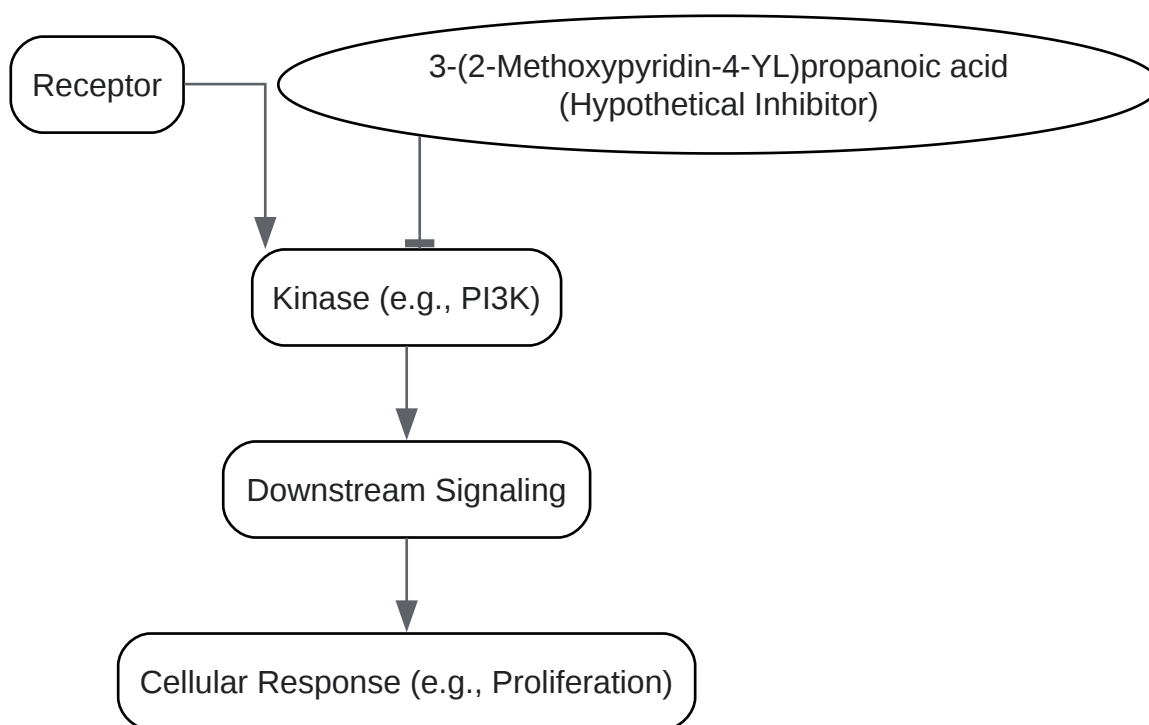 Receptor
3-(2-Methoxypyridin-4-YL)propanoic acid
(Hypothetical Inhibitor)
Kinase (e.g., PI3K)
Downstream Signaling
Cellular Response (e.g., Proliferation)